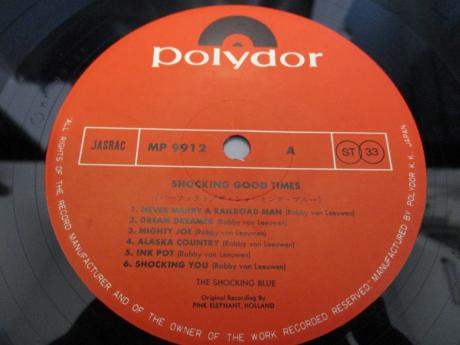 polydor
JASRAC
MP 9912
A
ST 33
SHOCKING GOOD TIMES
1. NEVER MARRY A RAILROAD MAN (Robby van Leeuwen)
2. DREAM DREAMER (Robby van Leeuwen)
3. MIGHTY JOE (Robby van Leeuwen)
4. ALASKA COUNTRY (Robby van Leeuwen)
5. INK POT (Robby van Leeuwen)
6. SHOCKING YOU (Robby van Leeuwen)
THE SHOCKING BLUE
Original Recording By
PINK ELEPHANT, HOLLAND
ALL RIGHTS OF THE RECORD MANUFACTURER AND OF THE OWNER OF THE WORK RECORDED RESERVED. MANUFACTURED BY POLYDOR K.K. JAPAN